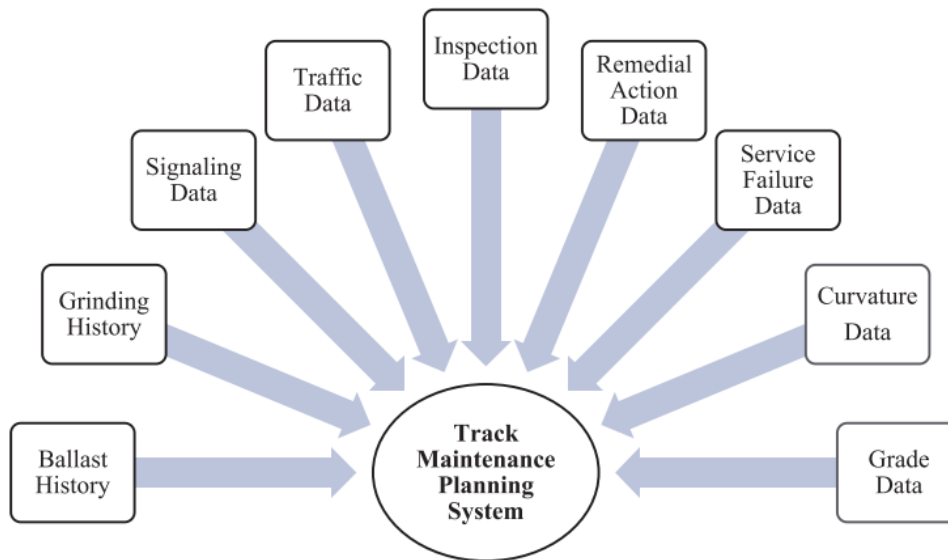 Inspection
Data
Traffic
Data
Remedial
Action
Data
Signaling
Data
Service
Failure
Data
Grinding
History
Curvature
Data
Ballast
History
Track
Maintenance
Planning
System
Grade
Data